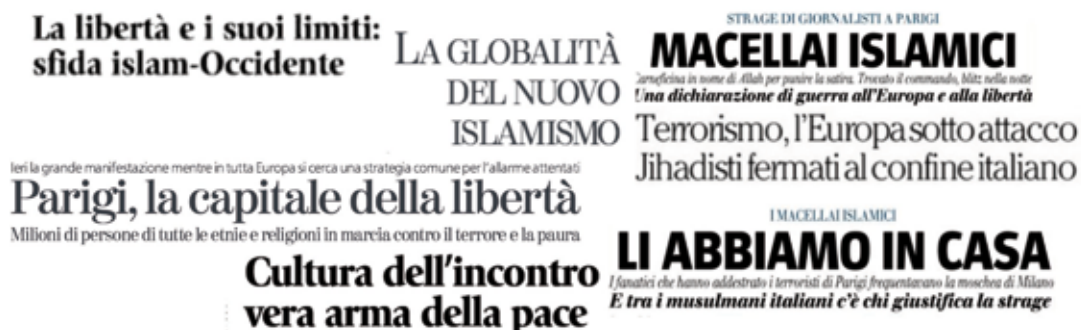 La libertà e i suoi limiti:
sfida islam-Occidente
LA GLOBALITÀ
DEL NUOVO
ISLAMISMO
STRAGE DI GIORNALISTI A PARIGI
MACELLAI ISLAMICI
Carneficina in nome di Allah per punire la satira. Trovato il commando, blitz nella notte
Una dichiarazione di guerra all'Europa e alla libertà
Terrorismo, l'Europa sotto attacco
Jihadisti fermati al confine italiano
Ieri la grande manifestazione mentre in tutta Europa si cerca una strategia comune per l'allarme attentati
Parigi, la capitale della libertà
Milioni di persone di tutte le etnie e religioni in marcia contro il terrore e la paura
Cultura dell'incontro
vera arma della pace
I MACELLAI ISLAMICI
LI ABBIAMO IN CASA
I fanatici che hanno addestrato i terroristi di Parigi frequentavano la moschea di Milano
E tra i musulmani italiani c'è chi giustifica la strage